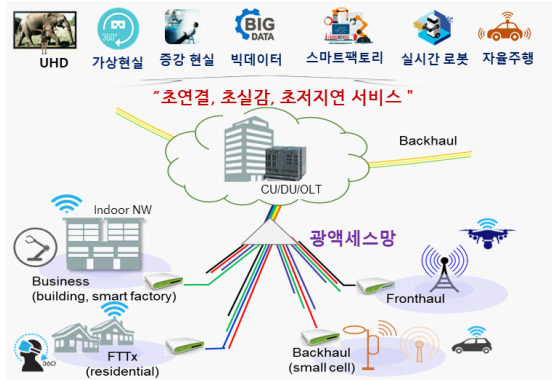 360°
BIG
DATA
UHD
가상현실
증강 현실
빅데이터
스마트팩토리
실시간 로봇
자율주행
"초연결, 초실감, 초저지연 서비스"
Backhaul
CU/DU/OLT
Indoor NW
광액세스망
Business
(building, smart factory)
Fronthaul
360
FTTx
(residential)
Backhaul
(small cell)